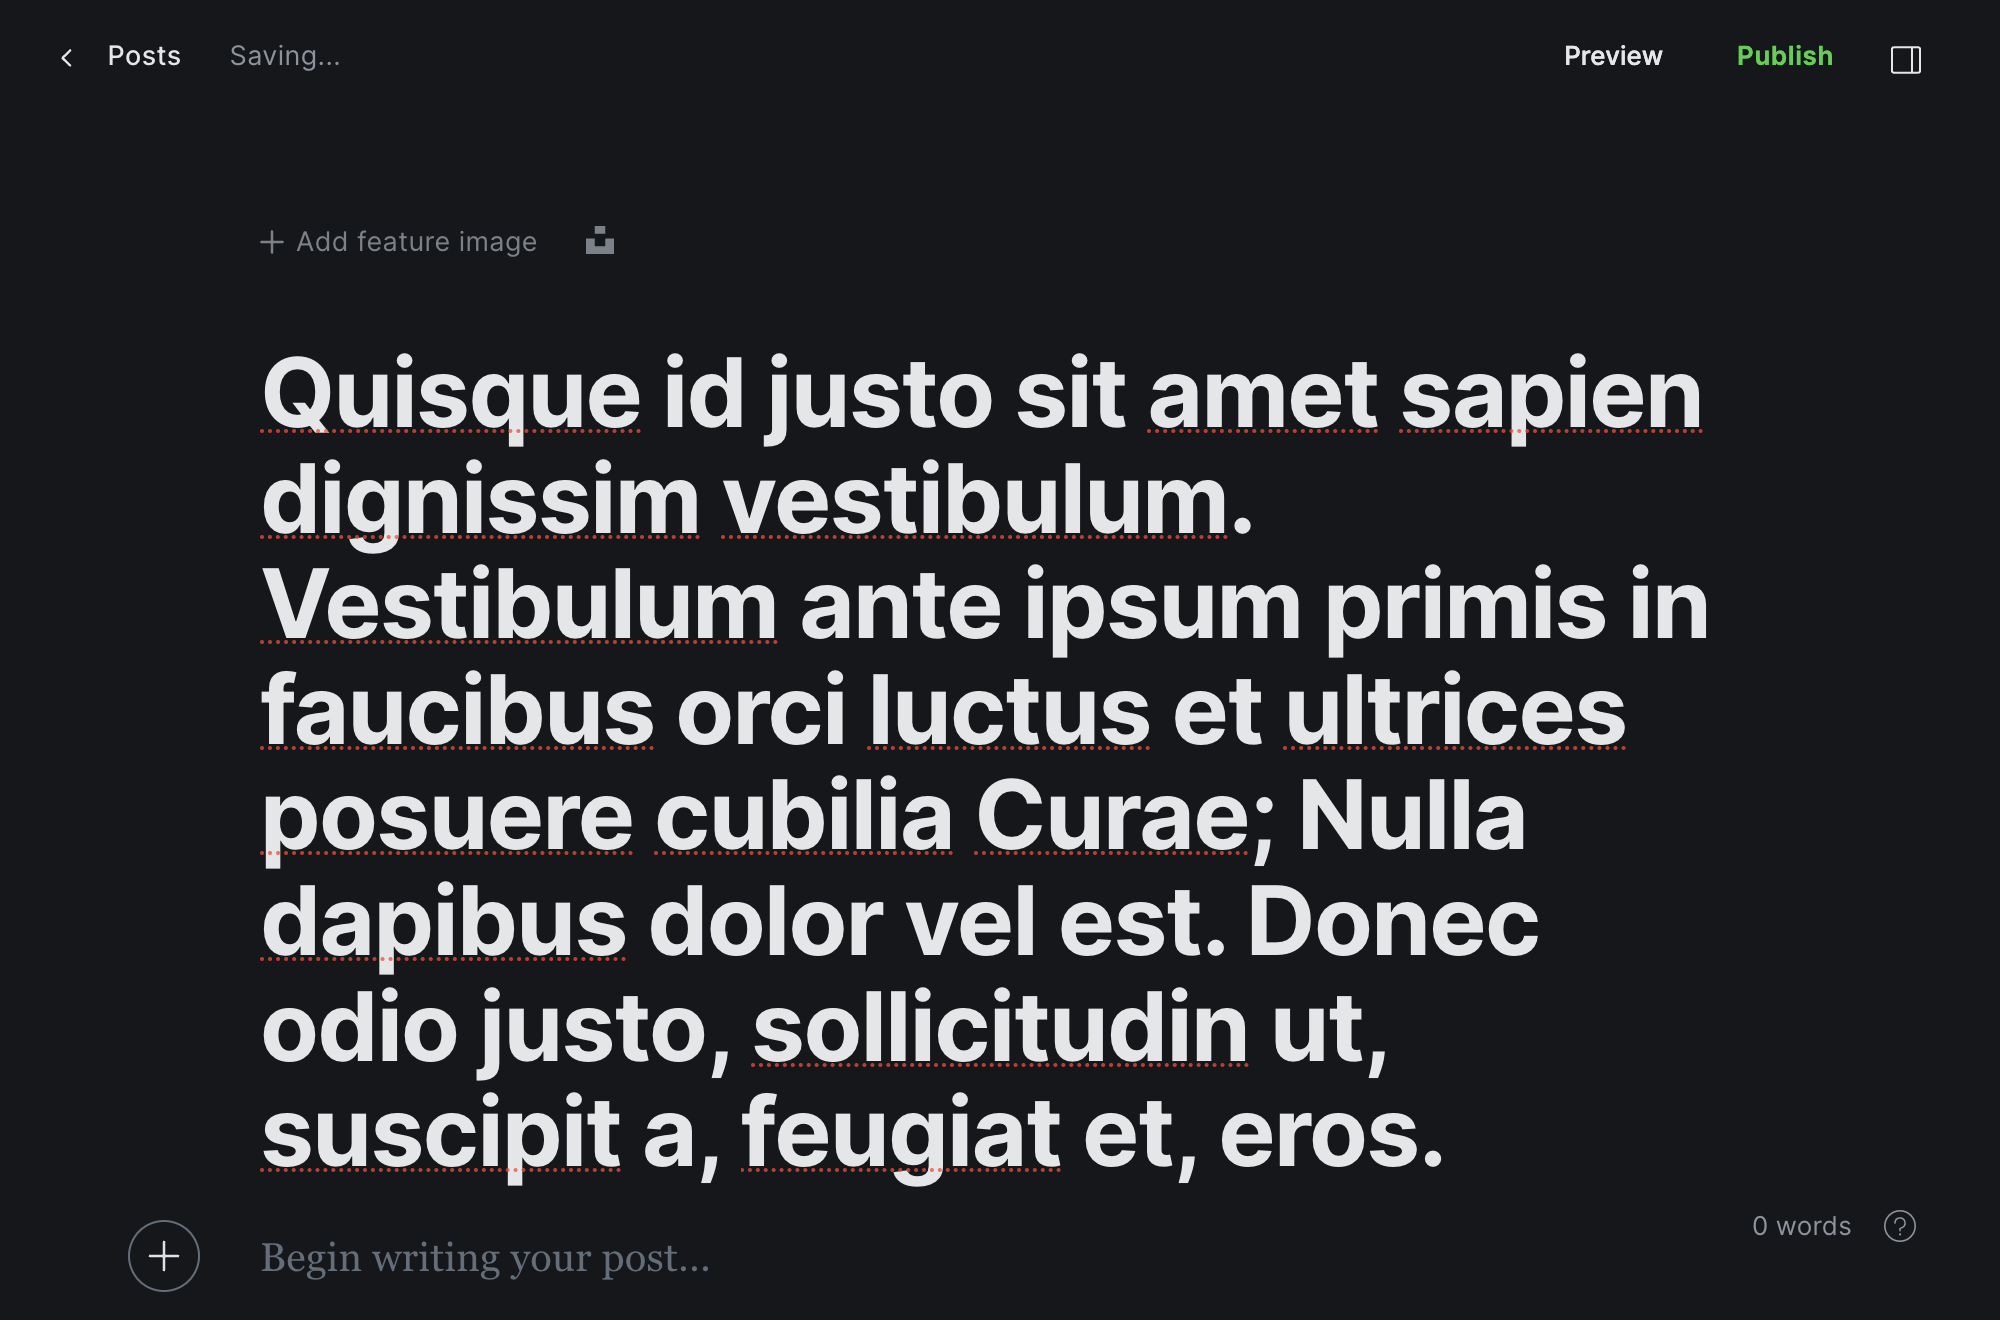 Posts
Saving...
Preview
Publish
Add feature image
Quisque id justo sit amet sapien
dignissim vestibulum.
Vestibulum ante ipsum primis in
faucibus orci luctus et ultrices
posuere cubilia Curae; Nulla
dapibus dolor vel est. Donec
odio justo, sollicitudin ut,
suscipit a, feugiat et, eros.
0 words
?
Begin writing your post...